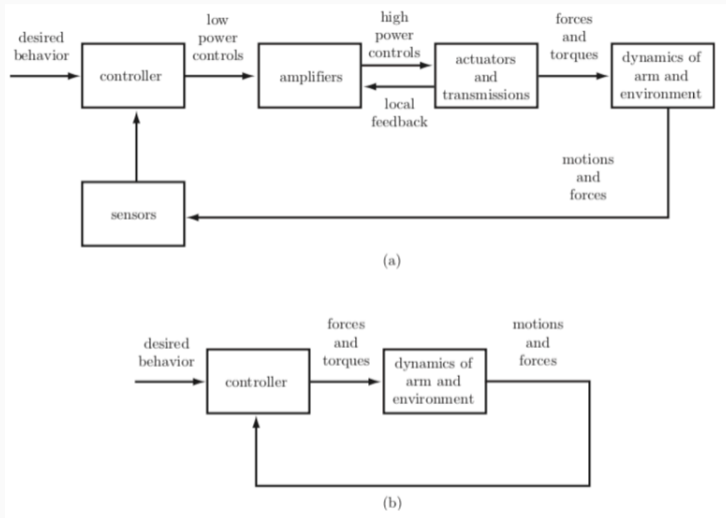 desired
behavior
controller
low
power
controls
amplifiers
high
power
controls
local
feedback
actuators
and
transmissions
forces
and
torques
dynamics of
arm and
environment
motions
and
forces
sensors
(a)
desired
behavior
controller
forces
and
torques
dynamics of
arm and
environment
motions
and
forces
(b)